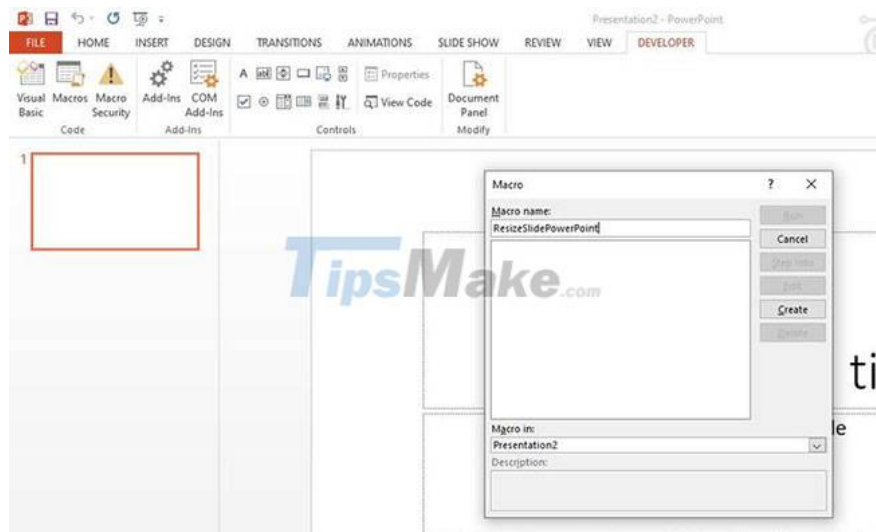 Presentation2 - PowerPoint
FILE HOME INSERT DESIGN TRANSITIONS ANIMATIONS SLIDE SHOW REVIEW VIEW DEVELOPER
Visual Basic
Macros
Macro Security
Code
Add-Ins
COM Add-Ins
Add-Ins
Properties
View Code
Controls
Document Panel
Modify
1
Macro
?
Macro name:
ResizeSlidePowerPoint
Run
Cancel
Step Into
Edit
Create
Delete
TipsMake.com
ti
le
Macro in:
Presentation2
Description: